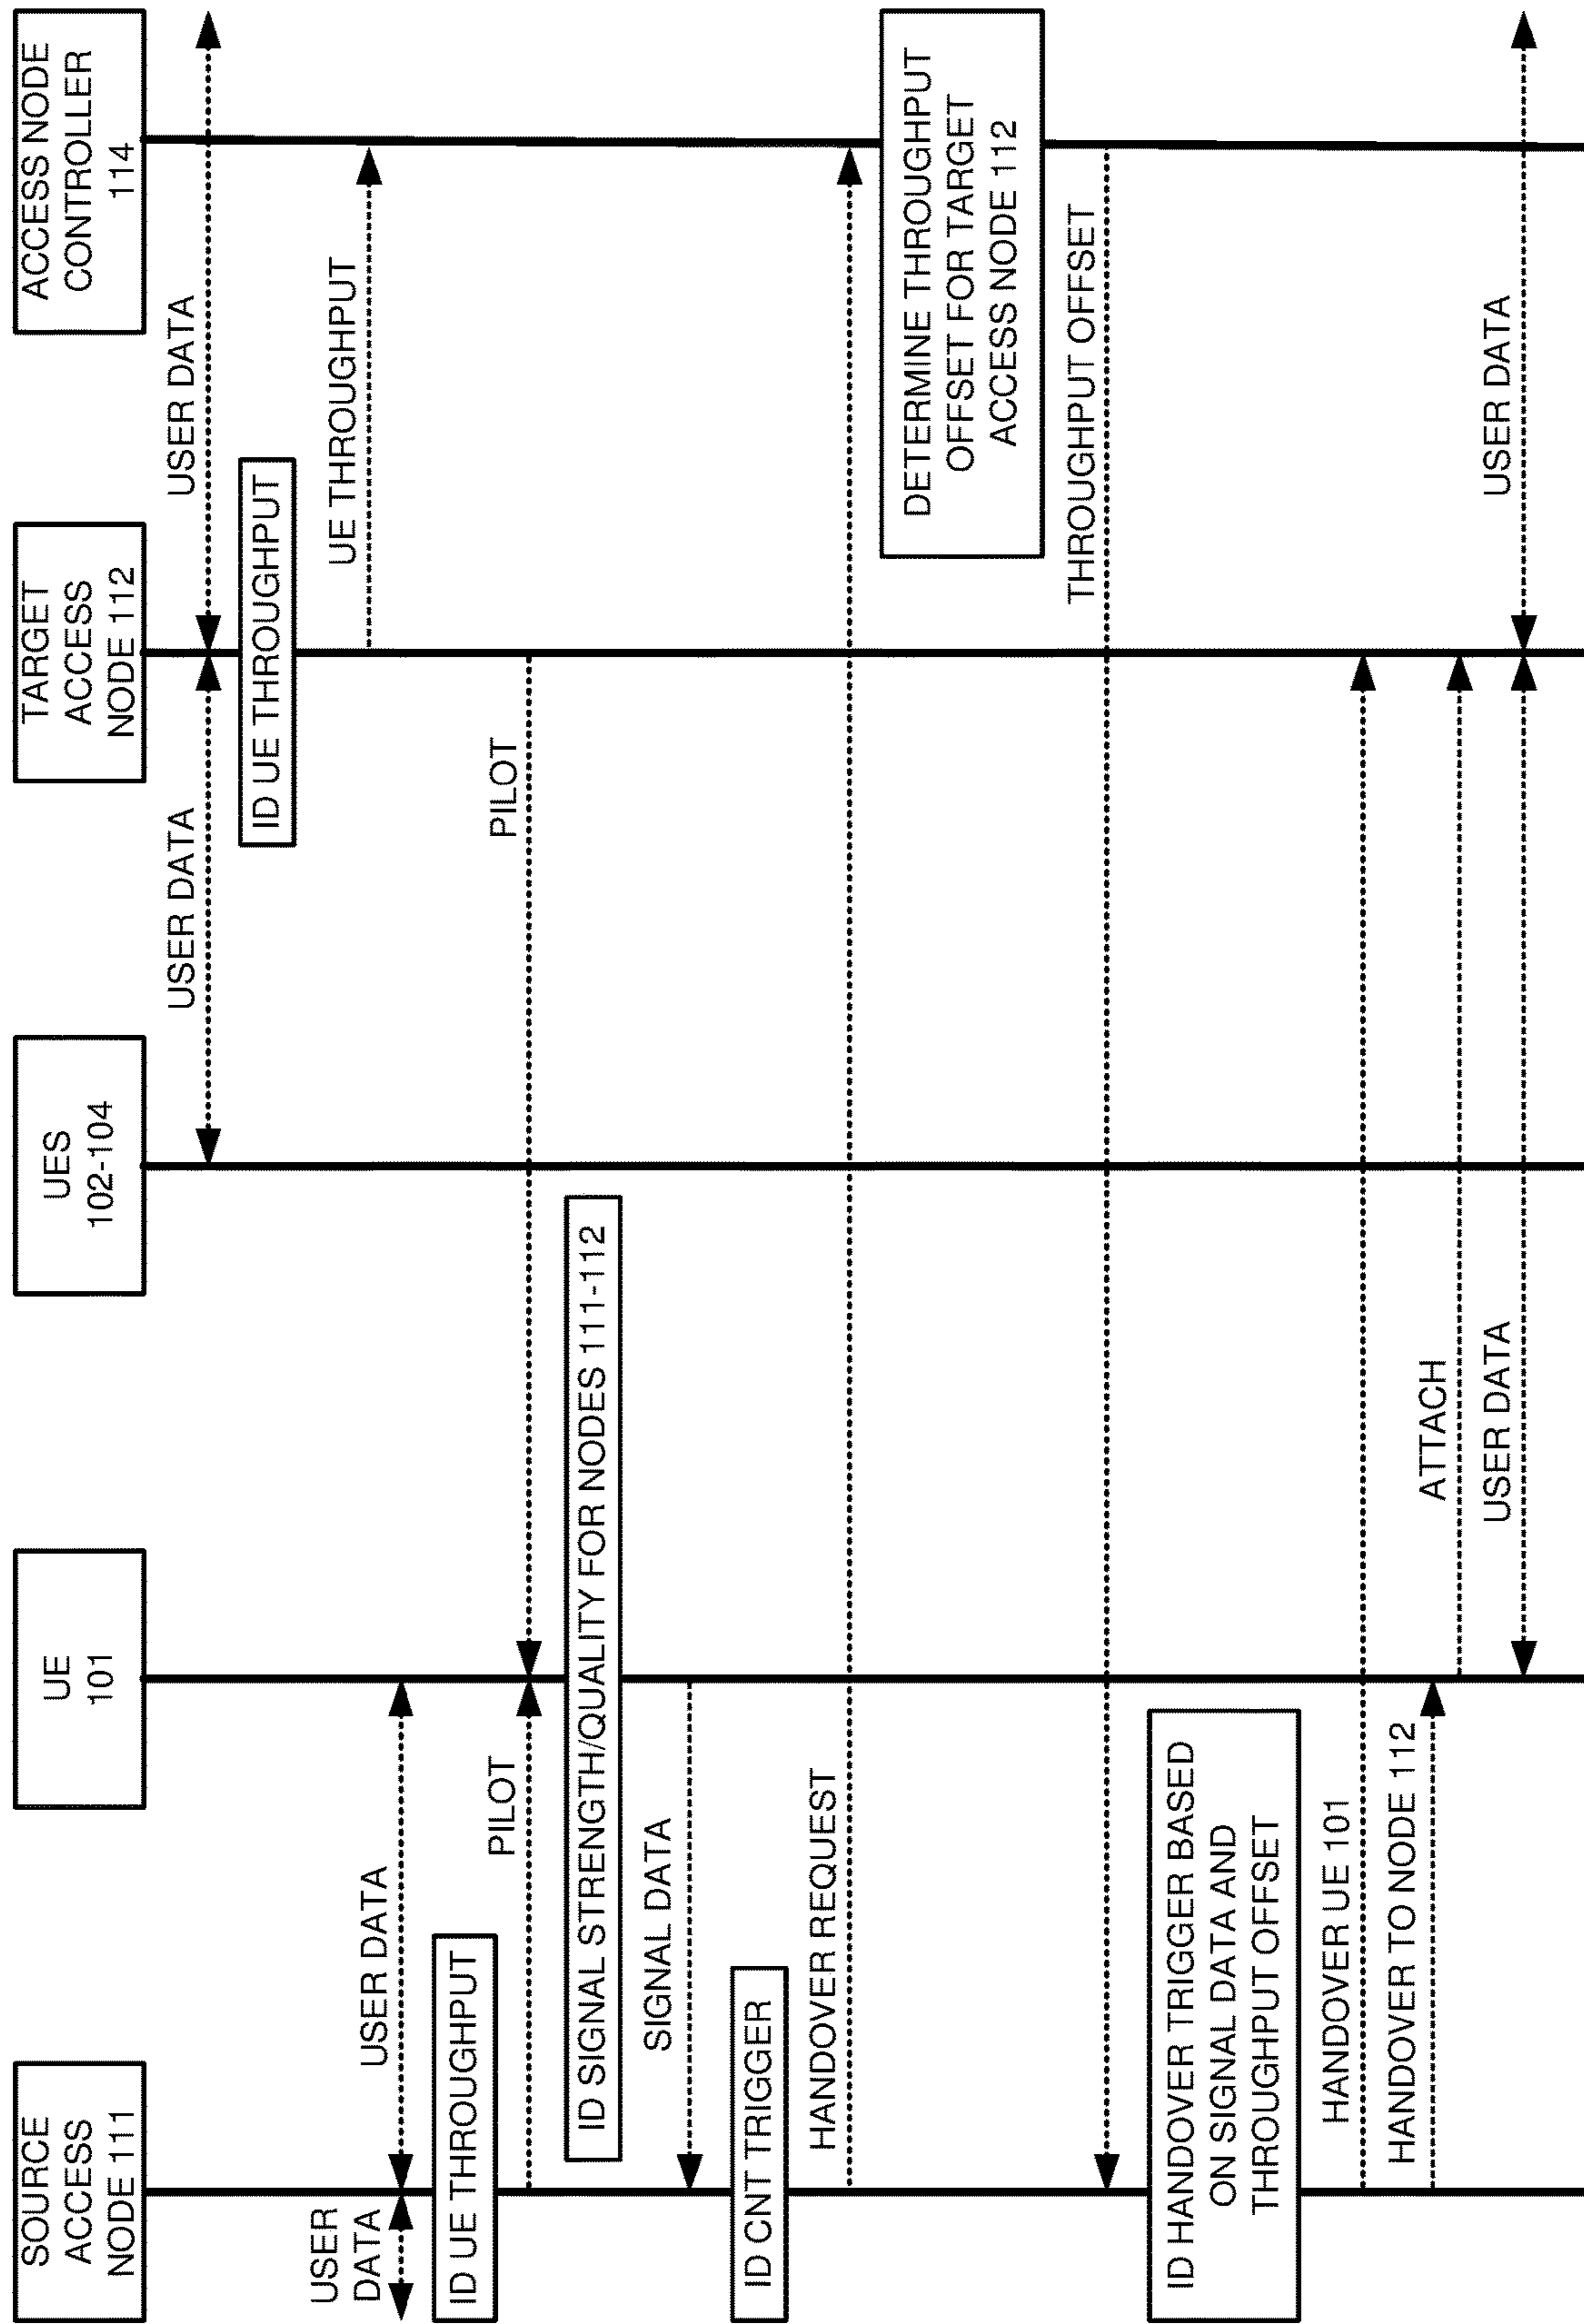 SOURCE
ACCESS
NODE 111
UE
101
UES
102-104
TARGET
ACCESS
NODE 112
ACCESS NODE
CONTROLLER
114
USER DATA
USER DATA
ID UE THROUGHPUT
USER
DATA
USER DATA
UE THROUGHPUT
ID UE THROUGHPUT
PILOT
PILOT
ID SIGNAL STRENGTH/QUALITY FOR NODES 111-112
SIGNAL DATA
ID CNT TRIGGER
HANDOVER REQUEST
DETERMINE THROUGHPUT
OFFSET FOR TARGET
ACCESS NODE 112
THROUGHPUT OFFSET
ID HANDOVER TRIGGER BASED
ON SIGNAL DATA AND
THROUGHPUT OFFSET
HANDOVER UE 101
HANDOVER TO NODE 112
ATTACH
USER DATA
USER DATA